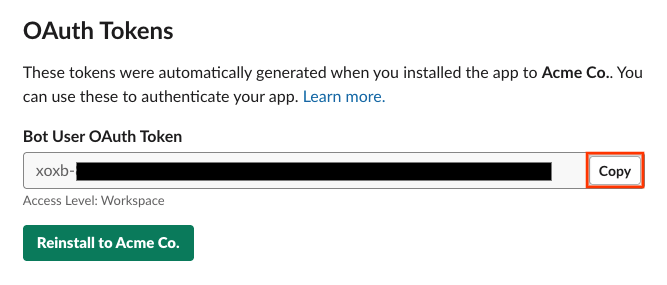 OAuth Tokens
These tokens were automatically generated when you installed the app to Acme Co.. You
can use these to authenticate your app. Learn more.
Bot User OAuth Token
xoxb-
Copy
Access Level: Workspace
Reinstall to Acme Co.